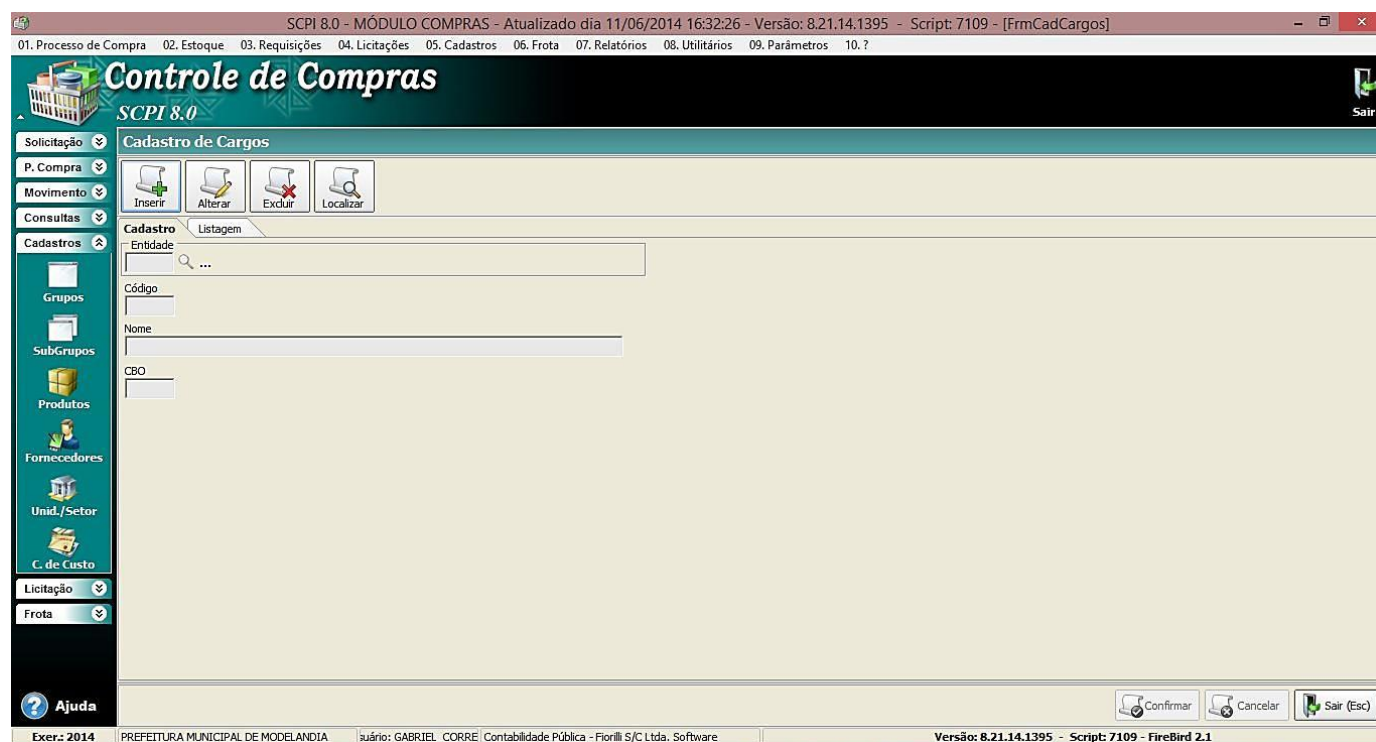 SCPI 8.0 - MÓDULO COMPRAS - Atualizado dia 11/06/2014 16:32:26 - Versão: 8.21.14.1395 - Script: 7109 - [FrmCadCargos]
01. Processo de Compra 02. Estoque 03. Requisições 04. Licitações 05. Cadastros 06. Frota 07. Relatórios 08. Utilitários 09. Parâmetros 10. ?
Controle de Compras
SCPI 8.0
Sair
Solicitação
P. Compra
Movimento
Consultas
Cadastros
Grupos
SubGrupos
Produtos
Fornecedores
Unid./Setor
C. de Custo
Licitação
Frota
Ajuda
Cadastro de Cargos
Inserir Alterar Excluir Localizar
Cadastro Listagem
Entidade
...
Código
Nome
CBO
Confirmar Cancelar Sair (Esc)
Exer.: 2014 PREFEITURA MUNICIPAL DE MODELANDIA suário: GABRIEL_CORRE Contabilidade Pública - Fiorilli S/C Ltda. Software Versão: 8.21.14.1395 - Script: 7109 - FireBird 2.1